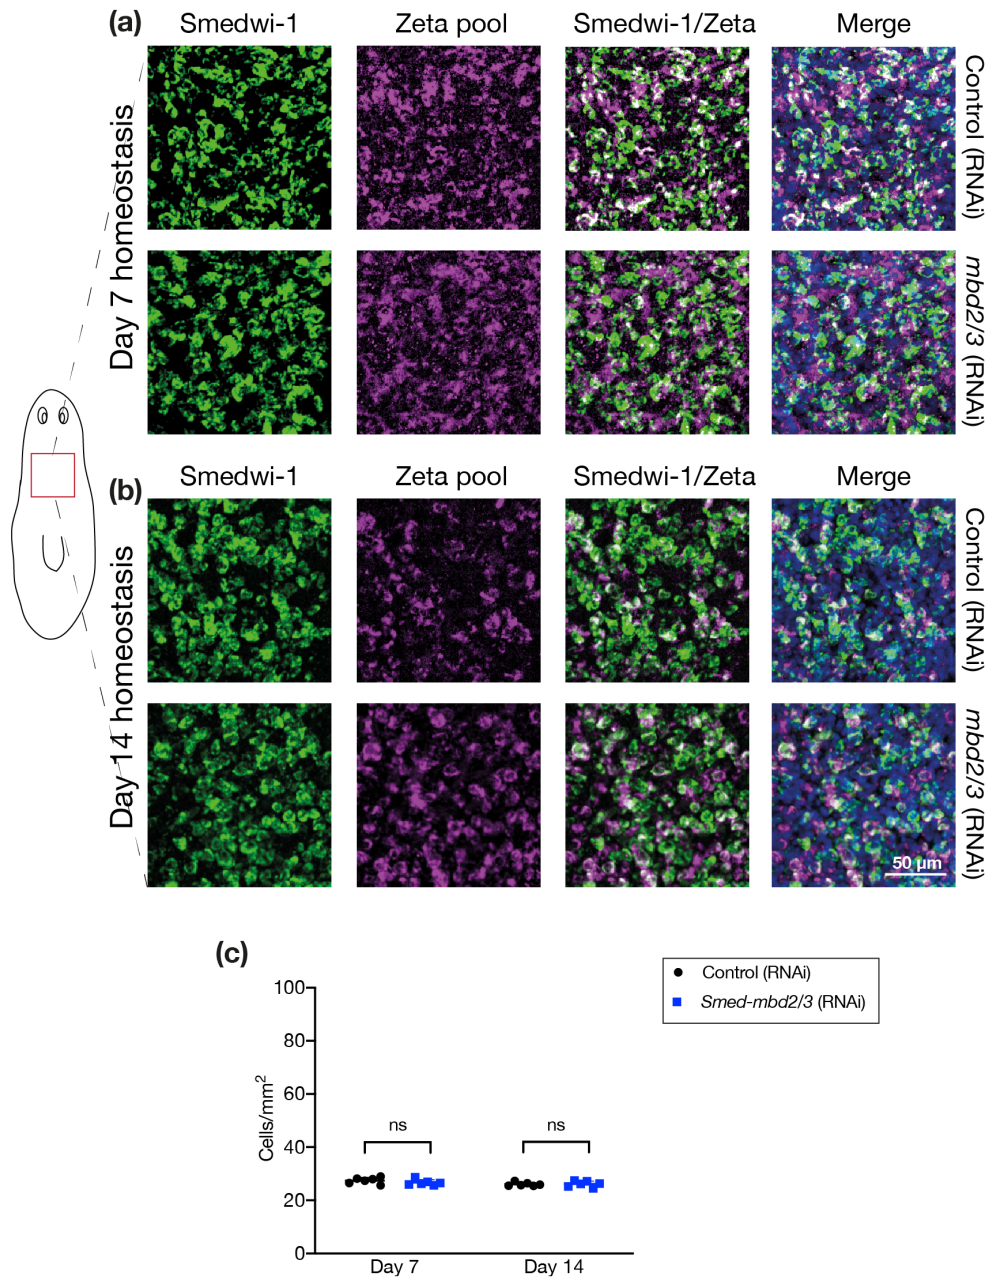 (a)
Smedwi-1 Zeta pool Smedwi-1/Zeta Merge
Day 7 homeostasis
Control (RNAi)
mbd2/3 (RNAi)
(b)
Smedwi-1 Zeta pool Smedwi-1/Zeta Merge
Day 14 homeostasis
Control (RNAi)
mbd2/3 (RNAi)
50 µm
(c)
Control (RNAi)
Smed-mbd2/3 (RNAi)
Cells/mm²
100
80
60
40
20
0
ns ns
Day 7 Day 14